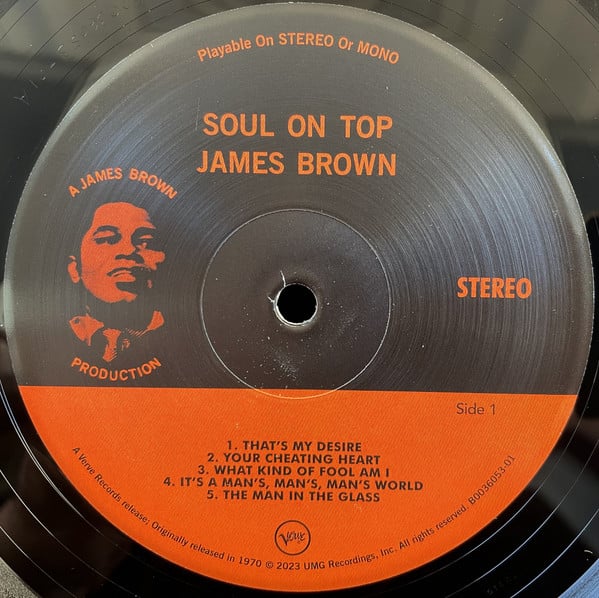 Playable On STEREO Or MONO
SOUL ON TOP
JAMES BROWN
A JAMES BROWN
PRODUCTION
STEREO
Side 1
1. THAT'S MY DESIRE
2. YOUR CHEATING HEART
3. WHAT KIND OF FOOL AM I
4. IT'S A MAN'S, MAN'S, MAN'S WORLD
5. THE MAN IN THE GLASS
Verve
A Verve Records release; Originally released in 1970 © 2023 UMG Recordings, Inc. All rights reserved. B0036053-01